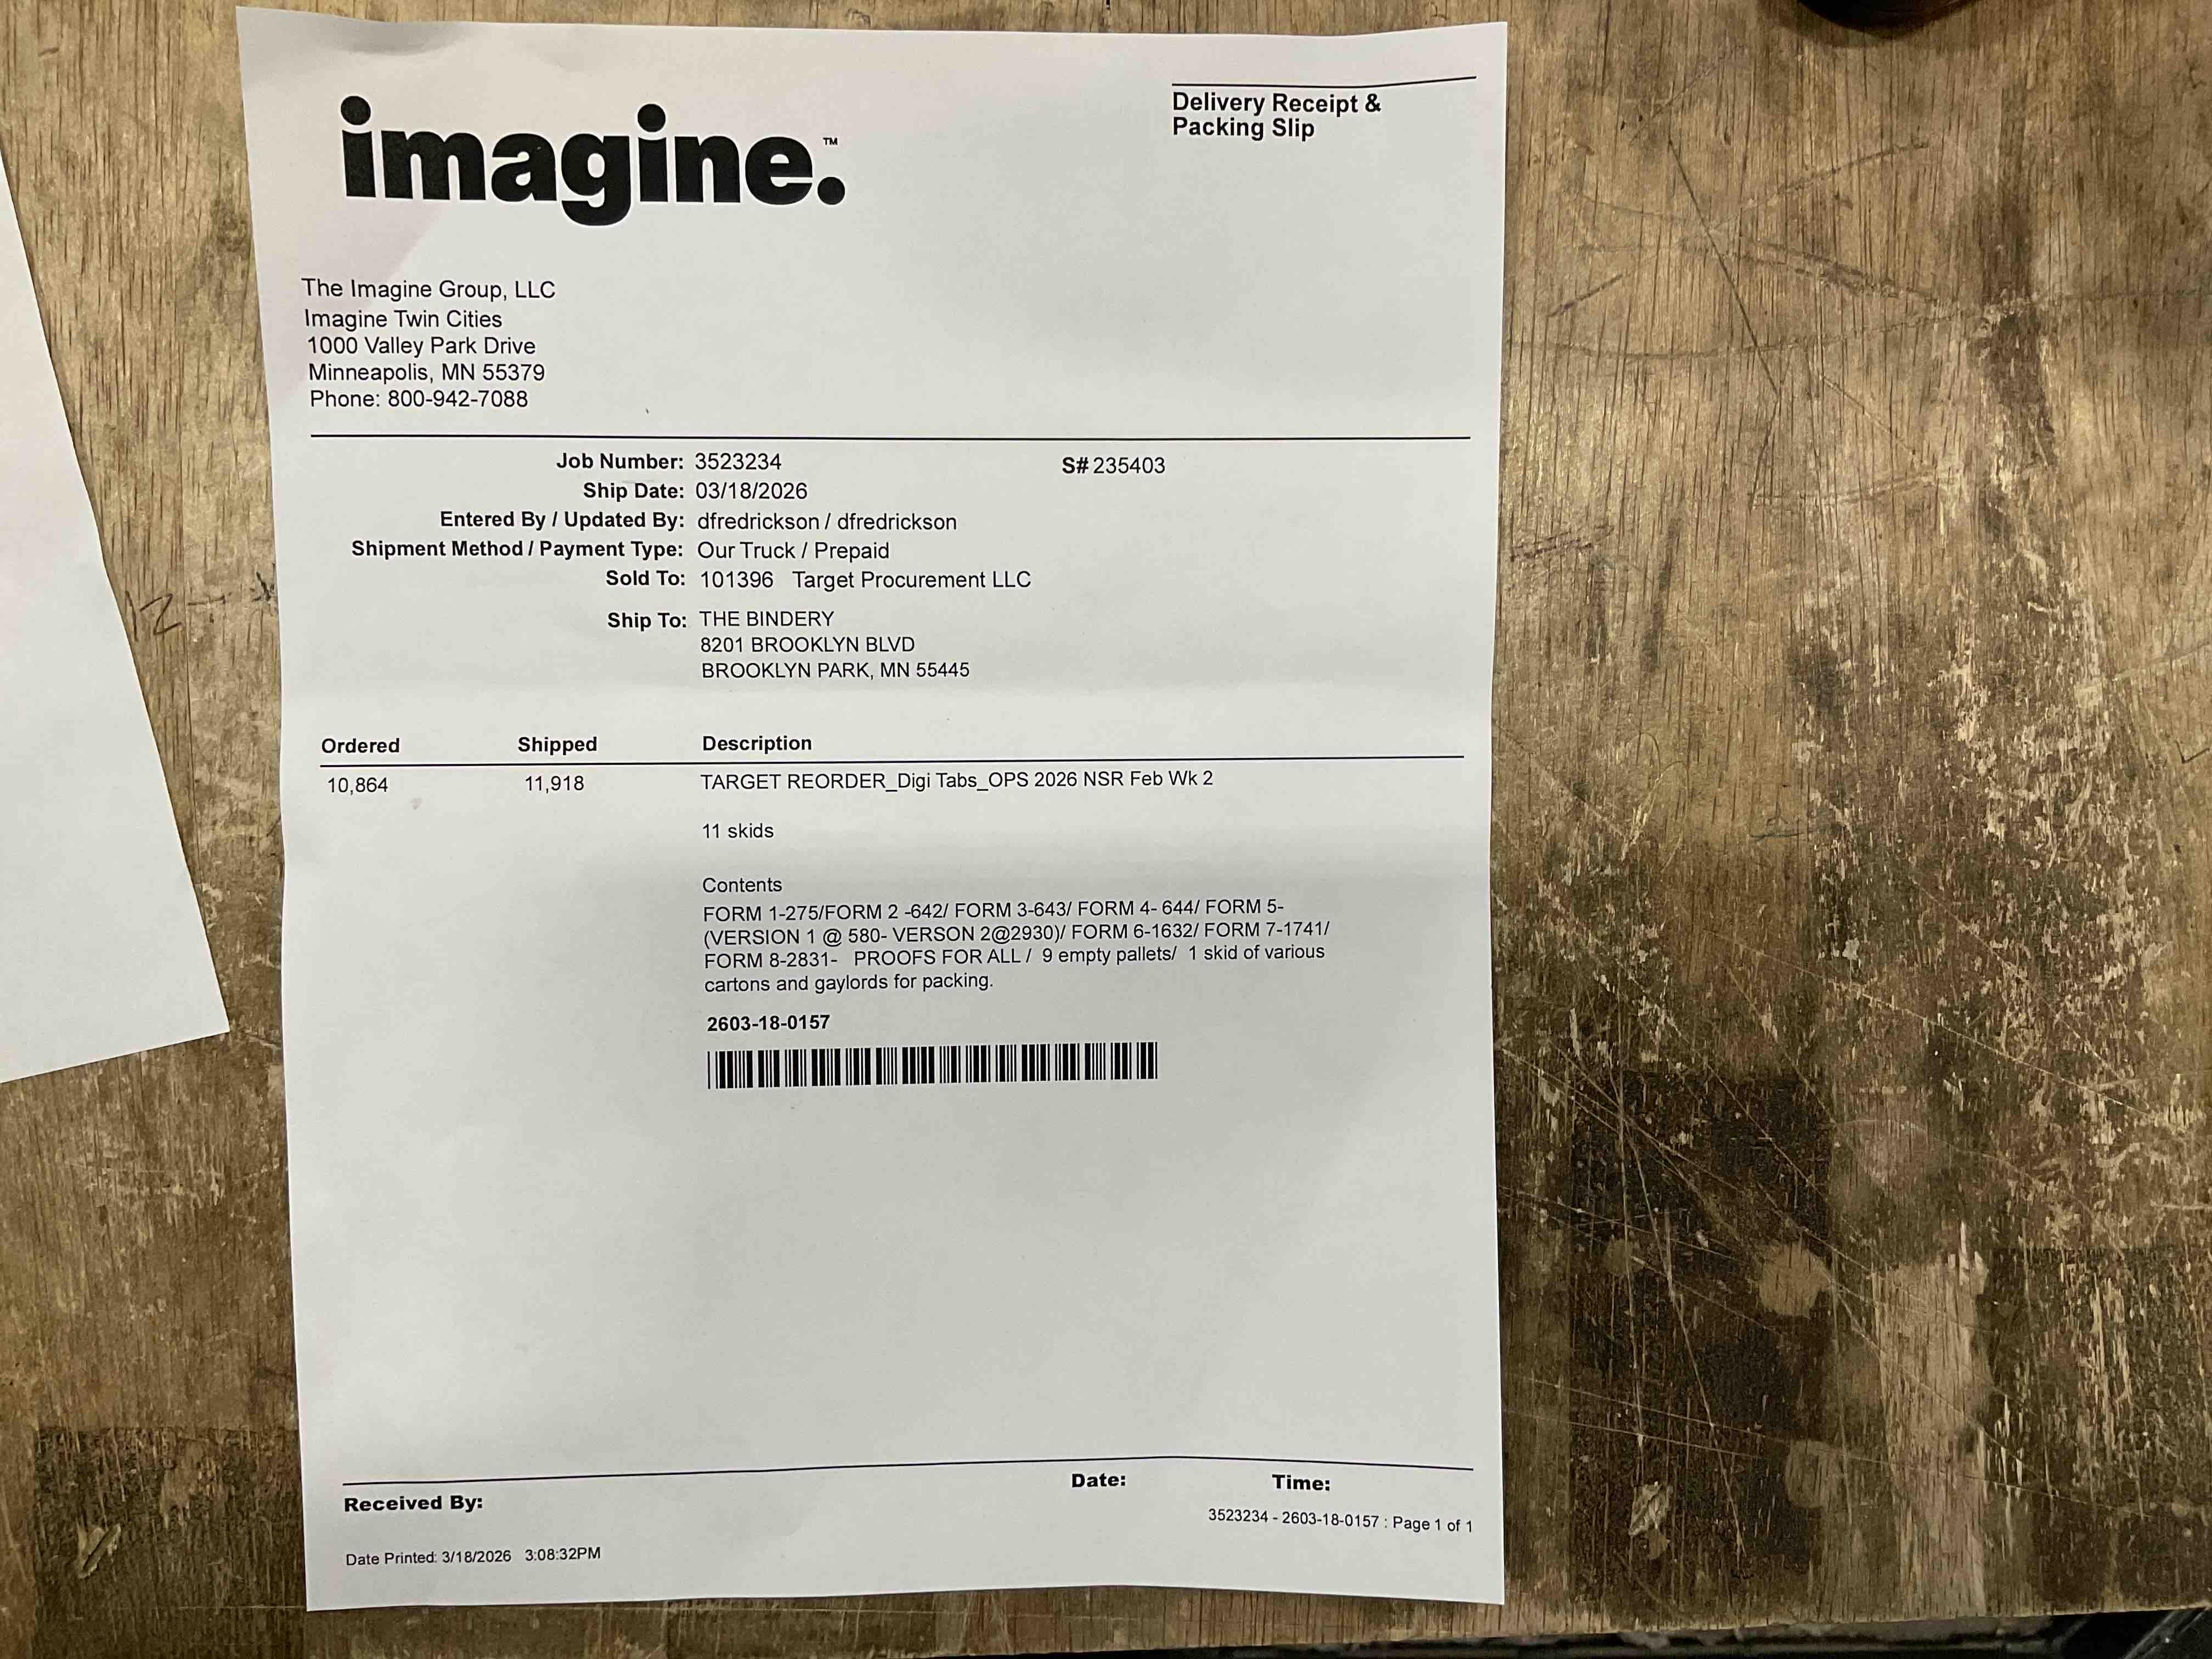 imagine.™
Delivery Receipt &
Packing Slip
The Imagine Group, LLC
Imagine Twin Cities
1000 Valley Park Drive
Minneapolis, MN 55379
Phone: 800-942-7088
Job Number: 3523234 S# 235403
Ship Date: 03/18/2026
Entered By / Updated By: dfredrickson / dfredrickson
Shipment Method / Payment Type: Our Truck / Prepaid
Sold To: 101396 Target Procurement LLC
Ship To: THE BINDERY
8201 BROOKLYN BLVD
BROOKLYN PARK, MN 55445
Ordered Shipped Description
10,864 11,918 TARGET REORDER_Digi Tabs_OPS 2026 NSR Feb Wk 2
11 skids
Contents
FORM 1-275/FORM 2 -642/ FORM 3-643/ FORM 4- 644/ FORM 5-
(VERSION 1 @ 580- VERSON 2@2930)/ FORM 6-1632/ FORM 7-1741/
FORM 8-2831- PROOFS FOR ALL / 9 empty pallets/ 1 skid of various
cartons and gaylords for packing.
2603-18-0157
Received By: Date: Time:
3523234 - 2603-18-0157 : Page 1 of 1
Date Printed: 3/18/2026 3:08:32PM